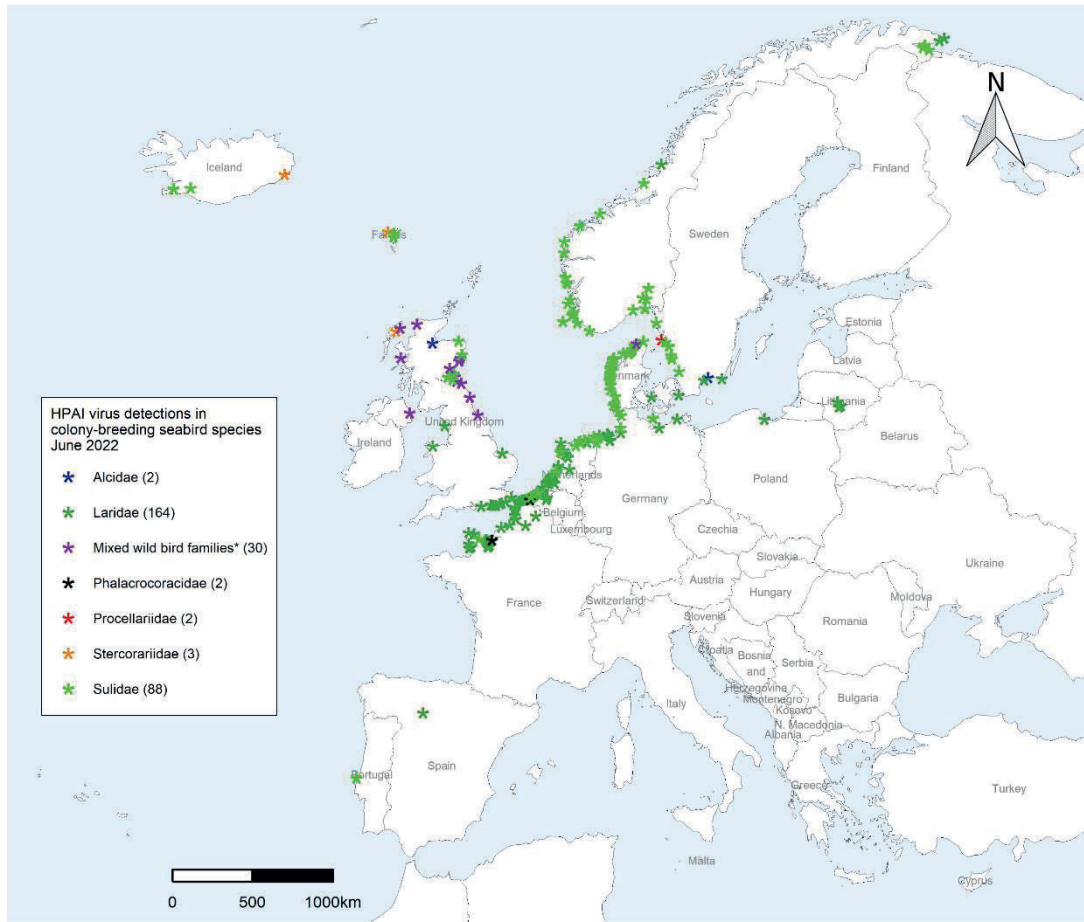 N
Iceland
Finland
Sweden
Estonia
Latvia
Lithuania
Denmark
HPAI virus detections in
colony-breeding seabird species
June 2022
Alcidae (2)
Laridae (164)
Mixed wild bird families* (30)
Phalacrocoracidae (2)
Procellariidae (2)
Stercorariidae (3)
Sulidae (88)
United Kingdom
Ireland
Belarus
Poland
Netherlands
Germany
Belgium
Luxembourg
Czechia
Slovakia
Ukraine
Austria
Hungary
Moldova
France
Switzerland
Slovenia
Romania
Croatia
Bosnia
and
Herzegovina
Serbia
Montenegro
Kosovo
Bulgaria
Italy
N. Macedonia
Albania
Portugal
Spain
Greece
Turkey
Malta
Cyprus
0 500 1000km